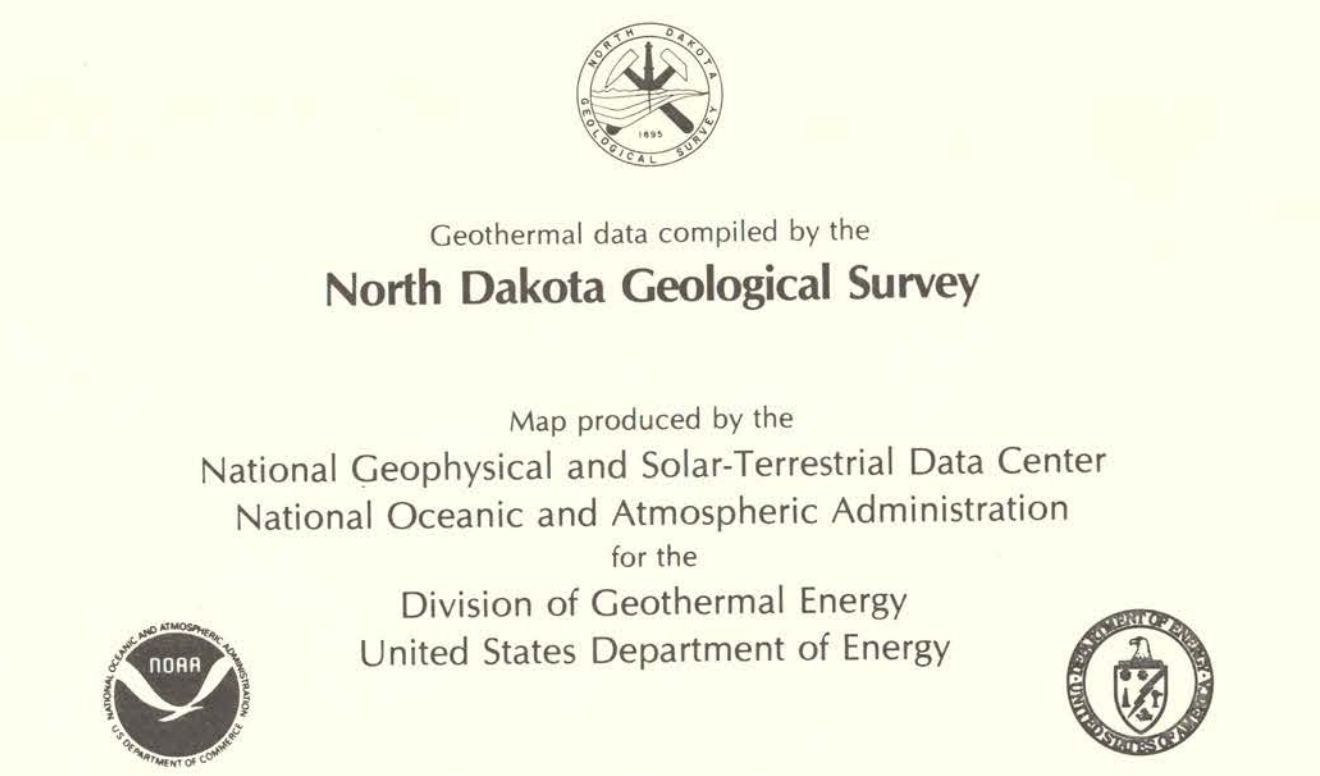 NORTH DAKOTA
GEOLOGICAL SURVEY
1895
Geothermal data compiled by the
North Dakota Geological Survey
Map produced by the
National Geophysical and Solar-Terrestrial Data Center
National Oceanic and Atmospheric Administration
for the
Division of Geothermal Energy
United States Department of Energy
NATIONAL OCEANIC AND ATMOSPHERIC ADMINISTRATION
NOAA
U.S. DEPARTMENT OF COMMERCE
DEPARTMENT OF ENERGY
UNITED STATES OF AMERICA